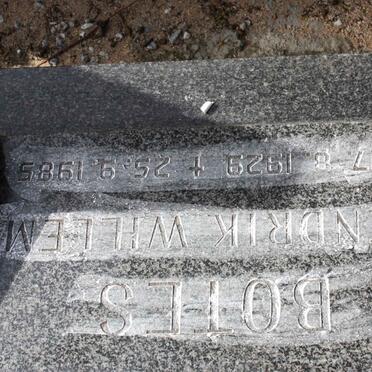 BOTES
NDRIK WILLEM
7. 8. 1929 † 25. 9. 1985